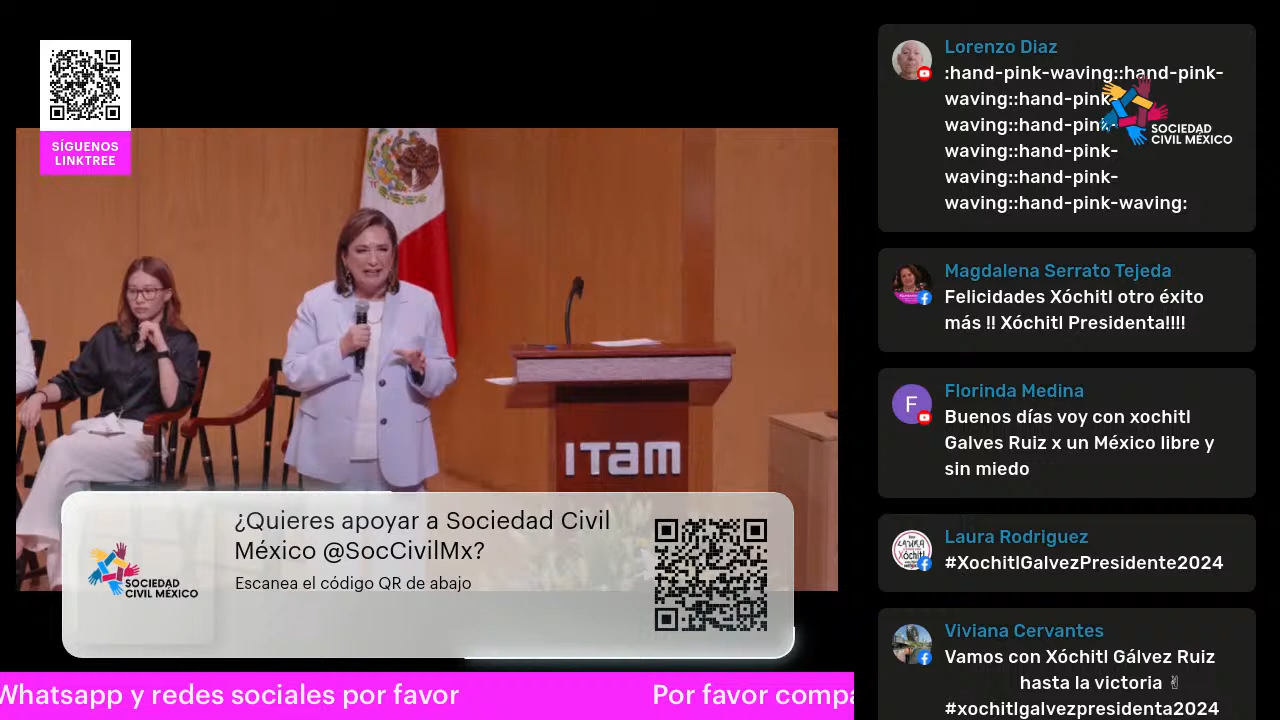 SÍGUENOS
LINKTREE
ITAM
¿Quieres apoyar a Sociedad Civil
México @SocCivilMx?
Escanea el código QR de abajo
SOCIEDAD
CIVIL MÉXICO
Whatsapp y redes sociales por favor
Por favor compa
Lorenzo Diaz
:hand-pink-waving::hand-pink-
waving::hand-pink-
waving::hand-pink-
waving::hand-pink-
waving::hand-pink-
waving::hand-pink-waving:
SOCIEDAD
CIVIL MÉXICO
Magdalena Serrato Tejeda
Felicidades Xóchitl otro éxito
más !! Xóchitl Presidenta!!!!
F
Florinda Medina
Buenos días voy con xochitl
Galves Ruiz x un México libre y
sin miedo
Laura Rodriguez
#XochitlGalvezPresidente2024
Viviana Cervantes
Vamos con Xóchitl Gálvez Ruiz
hasta la victoria ✌
#xochitlgalvezpresidenta2024